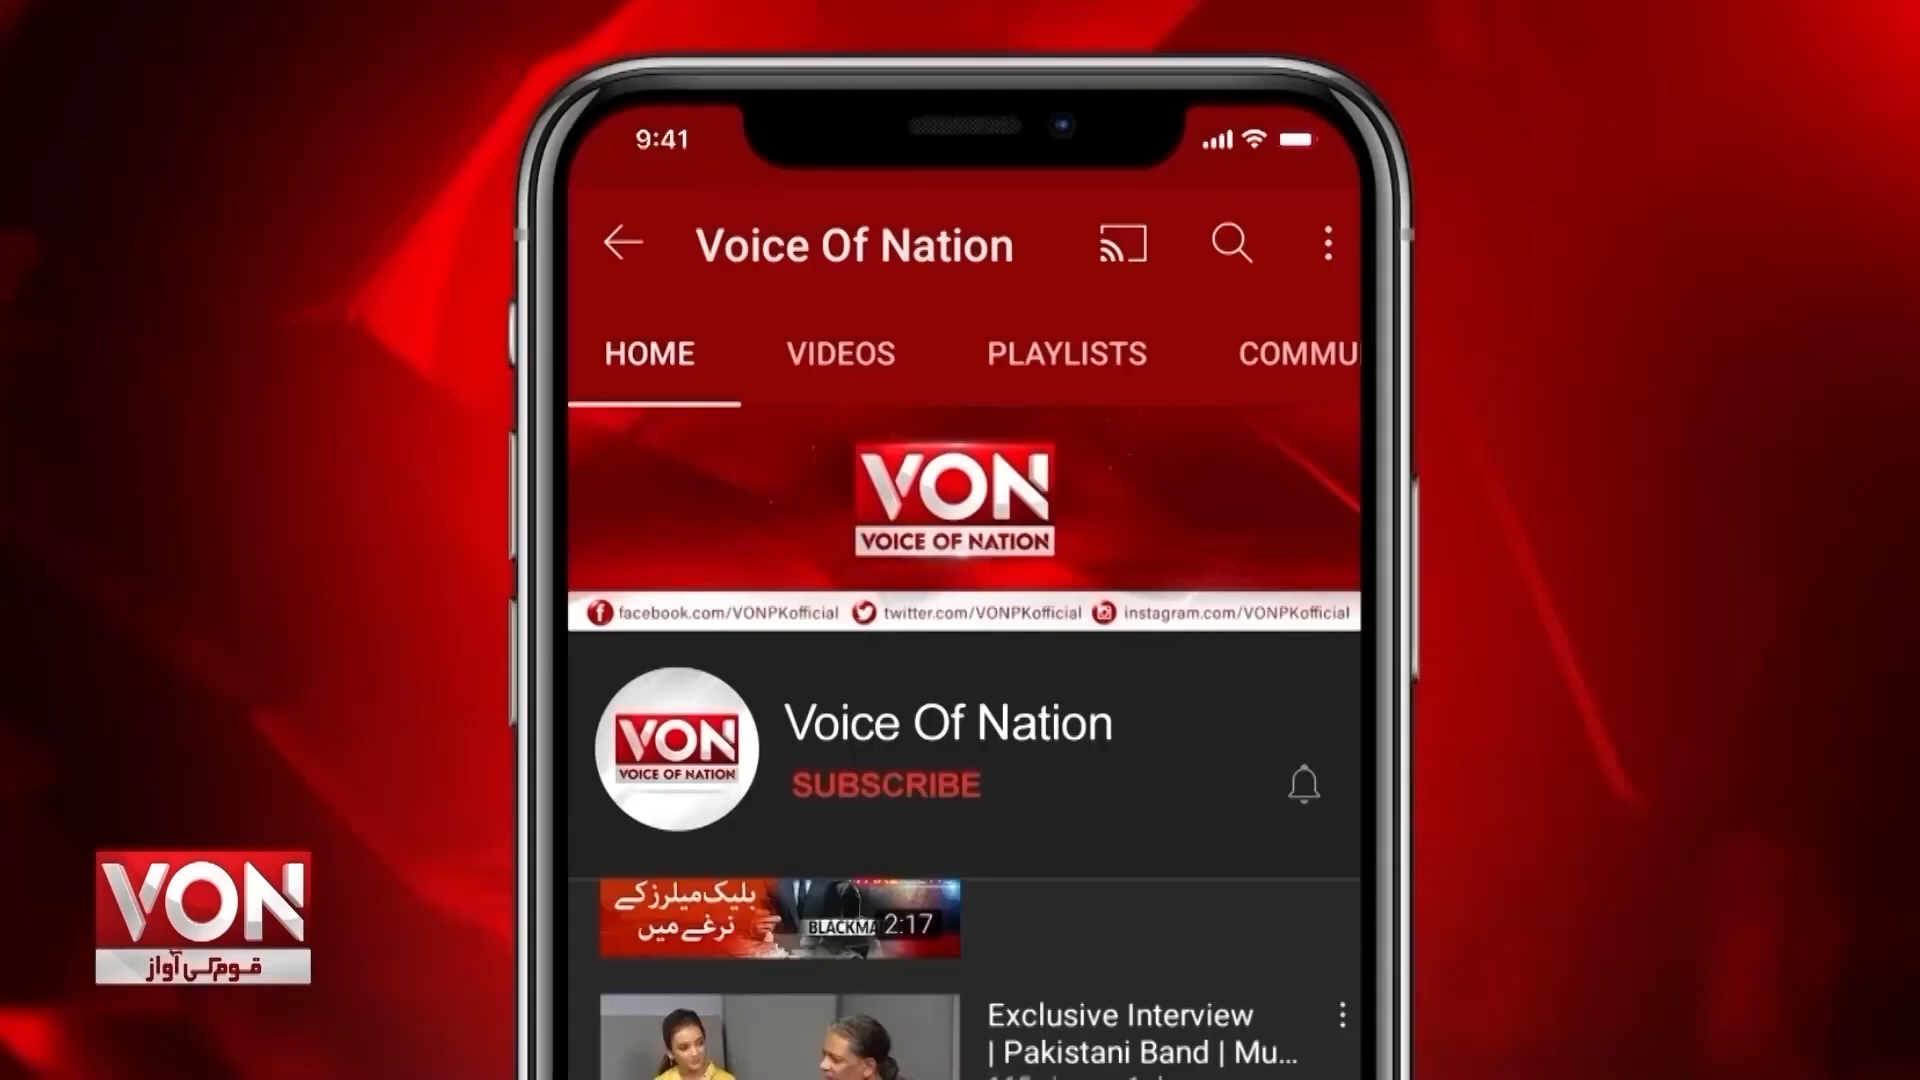 9:41
Voice Of Nation
HOME VIDEOS PLAYLISTS COMMU
VON
VOICE OF NATION
facebook.com/VONPKofficial twitter.com/VONPKofficial instagram.com/VONPKofficial
VON
VOICE OF NATION
Voice Of Nation
SUBSCRIBE
بلیک میلرز کے
نرغے میں
BLACKMA 2:17
VON
قوم کی آواز
Exclusive Interview
| Pakistani Band | Mu...